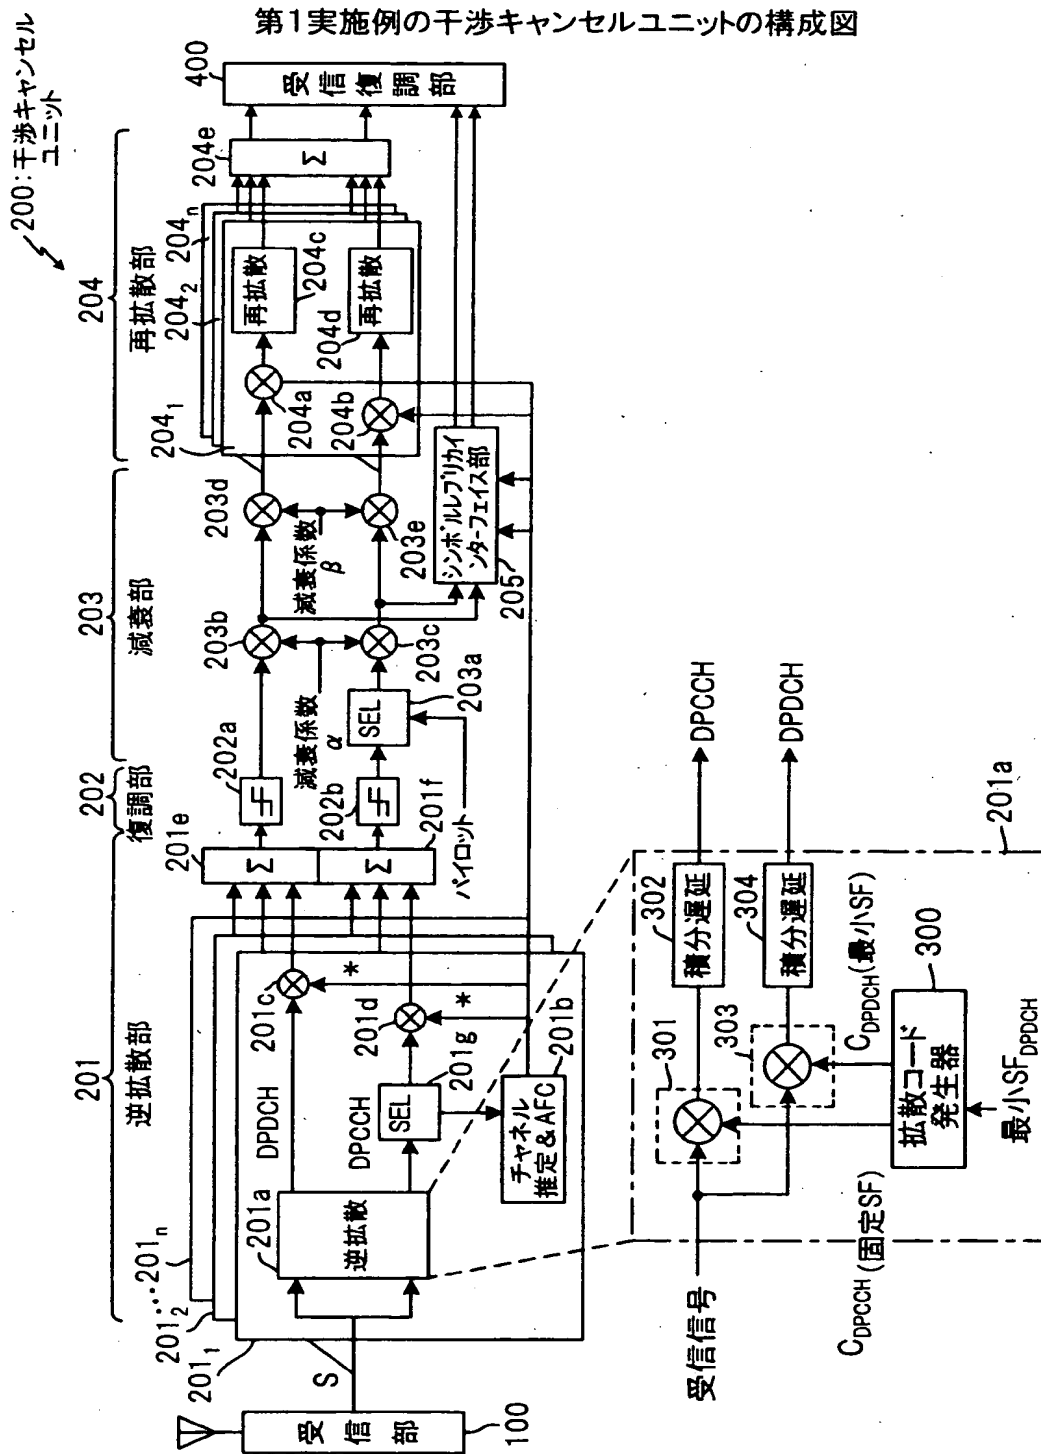 第1実施例の干渉キャンセルユニットの構成図
200:干渉キャンセル
ユニット
201
逆拡散部
202
復調部
203
減衰部
204
再拡散部
201₁
201₂
…201ₙ
204₁
204₂
204ₙ
100
受信部
S
201a
逆拡散
DPDCH
DPCCH
201c
*
201d
*
SEL
201g
チャネル
推定&AFC
201b
201e
Σ
Σ
201f
202a
202b
パイロット
SEL
203a
203b
203c
減衰係数
α
203d
203e
減衰係数
β
シンボルレプリカイ
ンターフェイス部
205
204a
204b
再拡散
204c
再拡散
204d
Σ
204e
受信復調部
400
受信信号
301
302
積分遅延
DPCCH
303
304
積分遅延
DPDCH
C_DPCCH(固定SF)
C_DPDCH(最小SF)
拡散コード
発生器
300
最小SF_DPDCH
201a